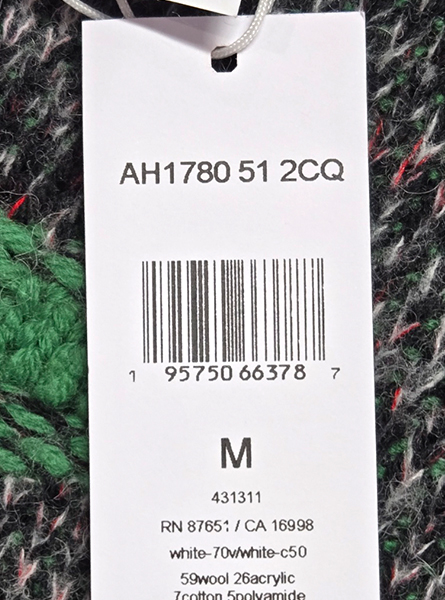 AH1780 51 2CQ
1 95750 66378 7
M
431311
RN 87651 / CA 16998
white-70v/white-c50
59wool 26acrylic
7cotton 5polyamide